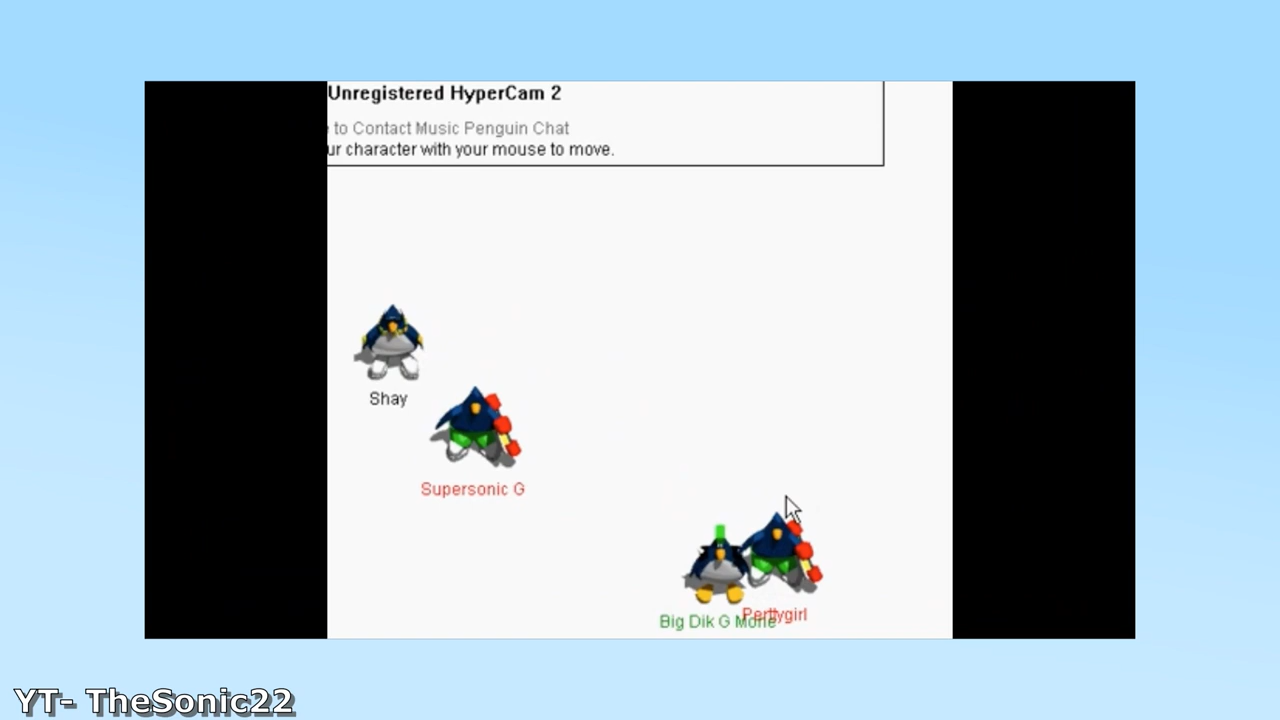 Unregistered HyperCam 2
to Contact Music Penguin Chat
ur character with your mouse to move.
Shay
Supersonic G
Perttygirl
Big Dik G Mone
YT- TheSonic22